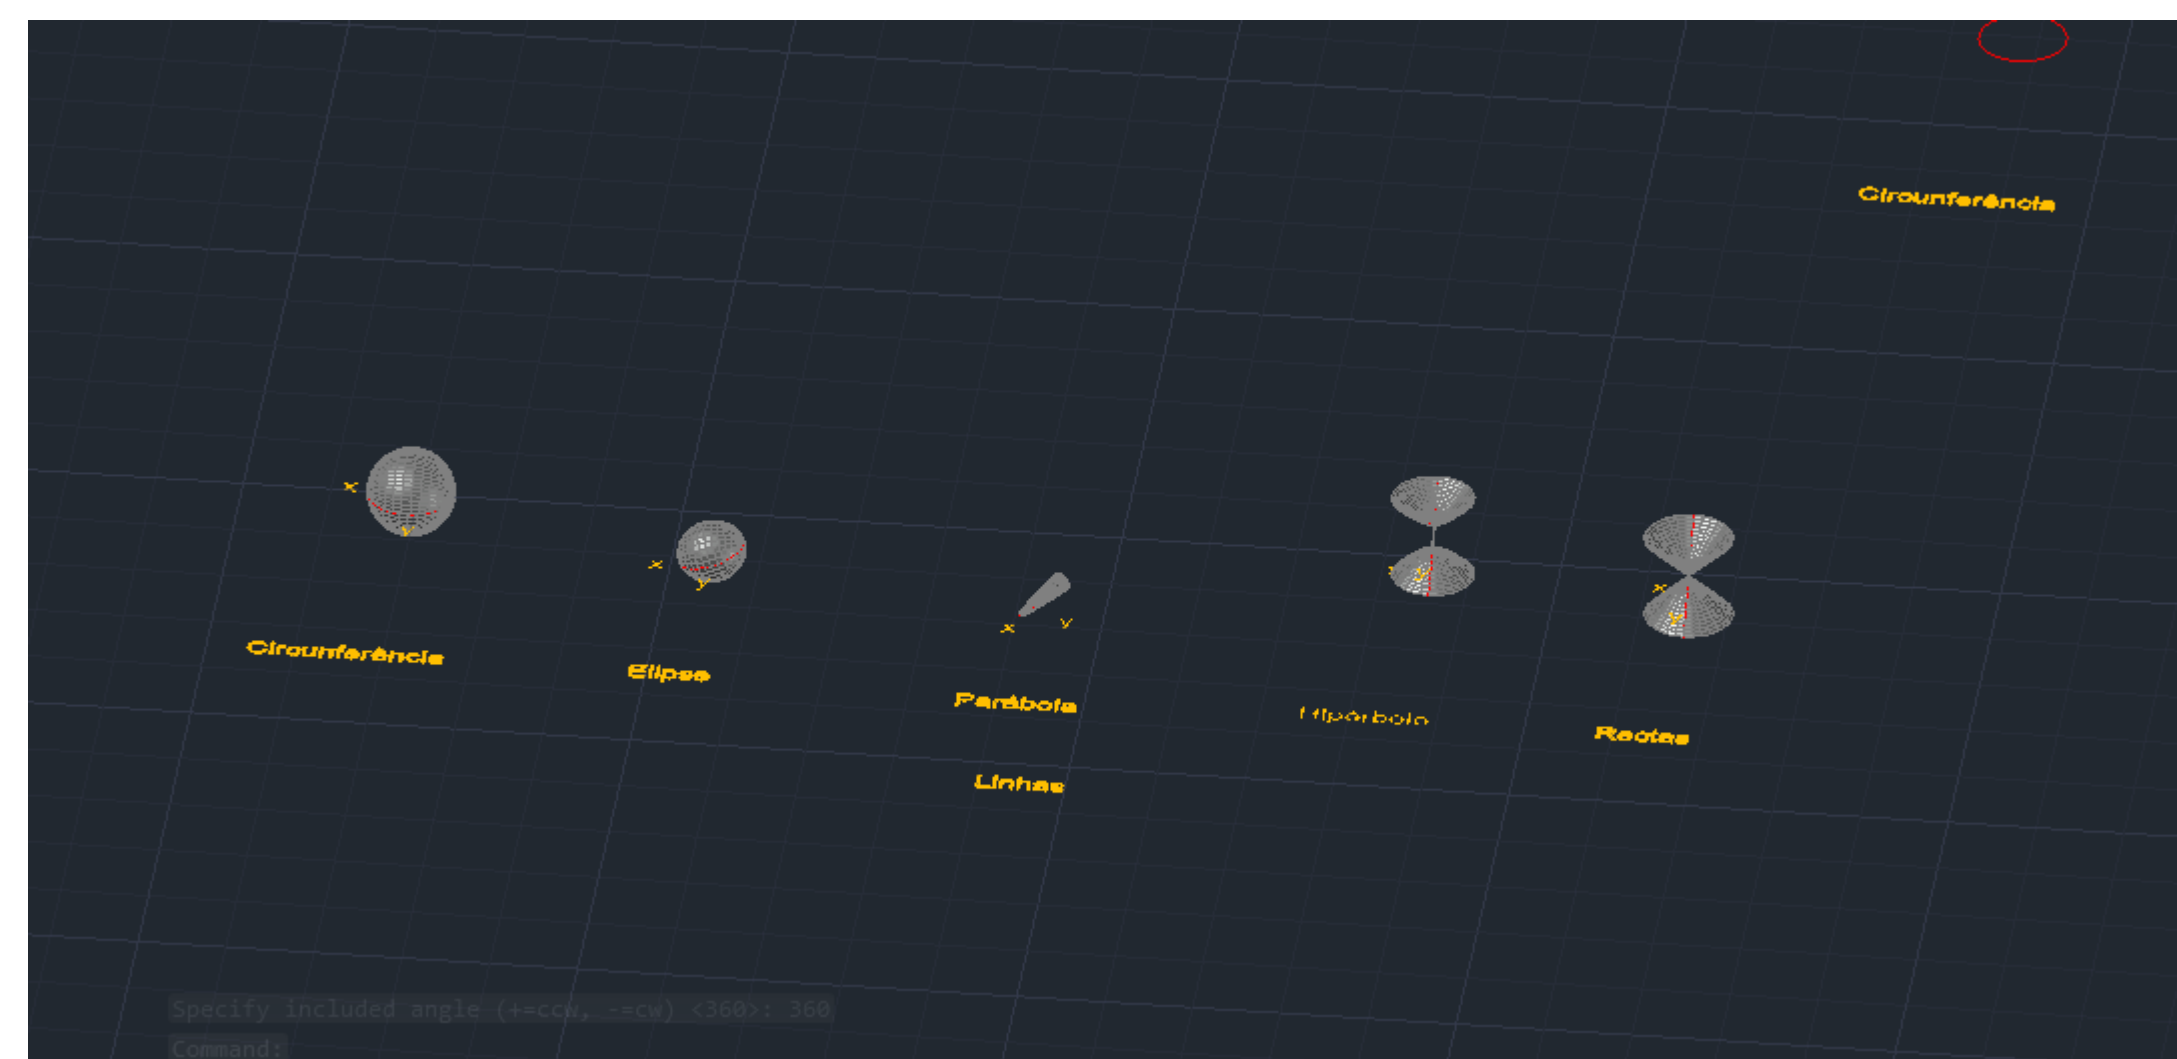 Circunferência
x
y
x
y
x
y
y
x
y
Circunferência
Elipse
Parábola
Hipérbole
Rectas
Linhas
Specify included angle (+=ccw, -=cw) <360>: 360
Command: